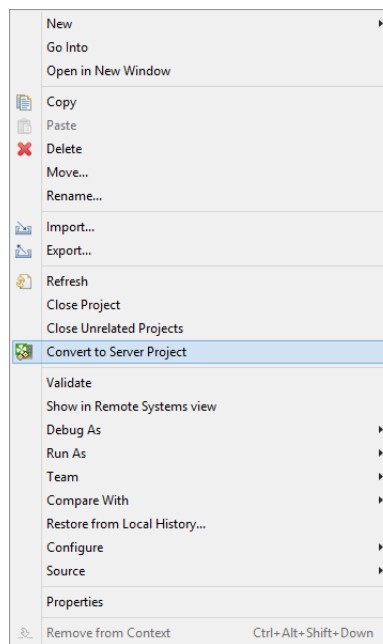 New
Go Into
Open in New Window
Copy
Paste
Delete
Move...
Rename...
Import...
Export...
Refresh
Close Project
Close Unrelated Projects
Convert to Server Project
Validate
Show in Remote Systems view
Debug As
Run As
Team
Compare With
Restore from Local History...
Configure
Source
Properties
Remove from Context Ctrl+Alt+Shift+Down